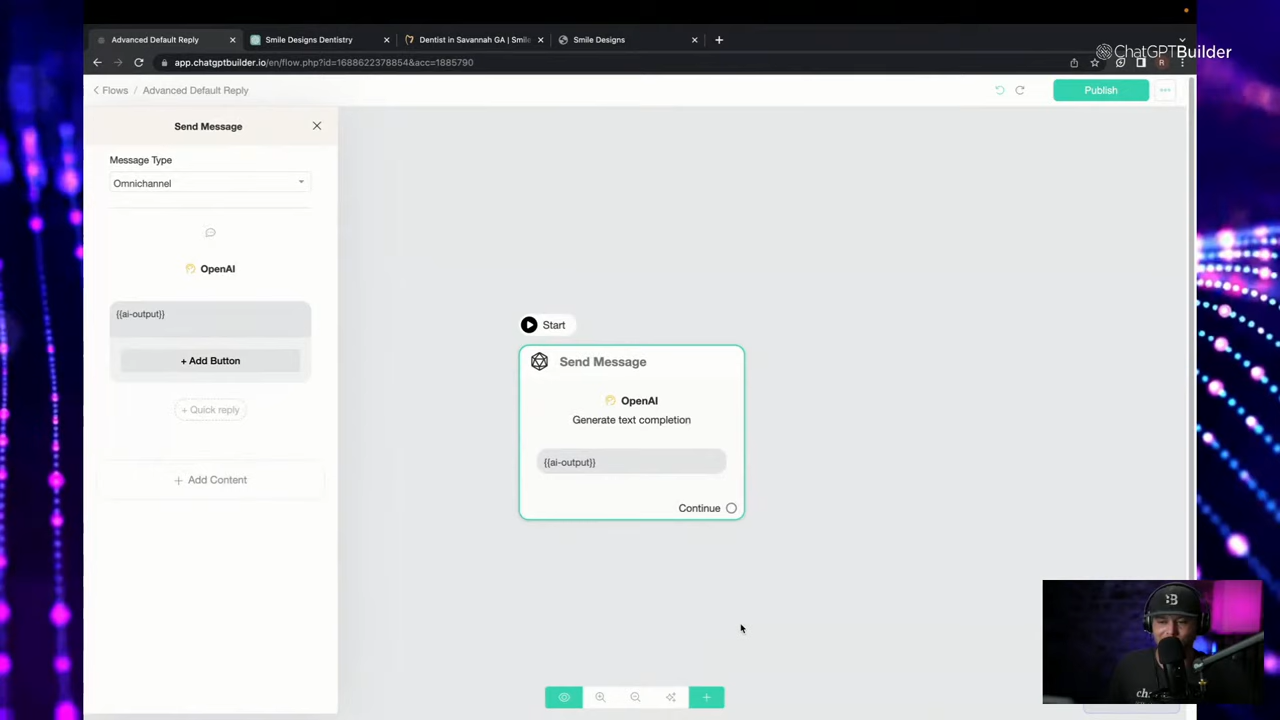 Advanced Default Reply
Smile Designs Dentistry
Dentist in Savannah GA | Smile
Smile Designs
ChatGPTBuilder
app.chatgptbuilder.io/en/flow.php?id=1688622378864&acc=1885790
R
Flows / Advanced Default Reply
Publish
Send Message
Message Type
Omnichannel
OpenAI
{{ai-output}}
+ Add Button
+ Quick reply
+ Add Content
Start
Send Message
OpenAI
Generate text completion
{{ai-output}}
Continue